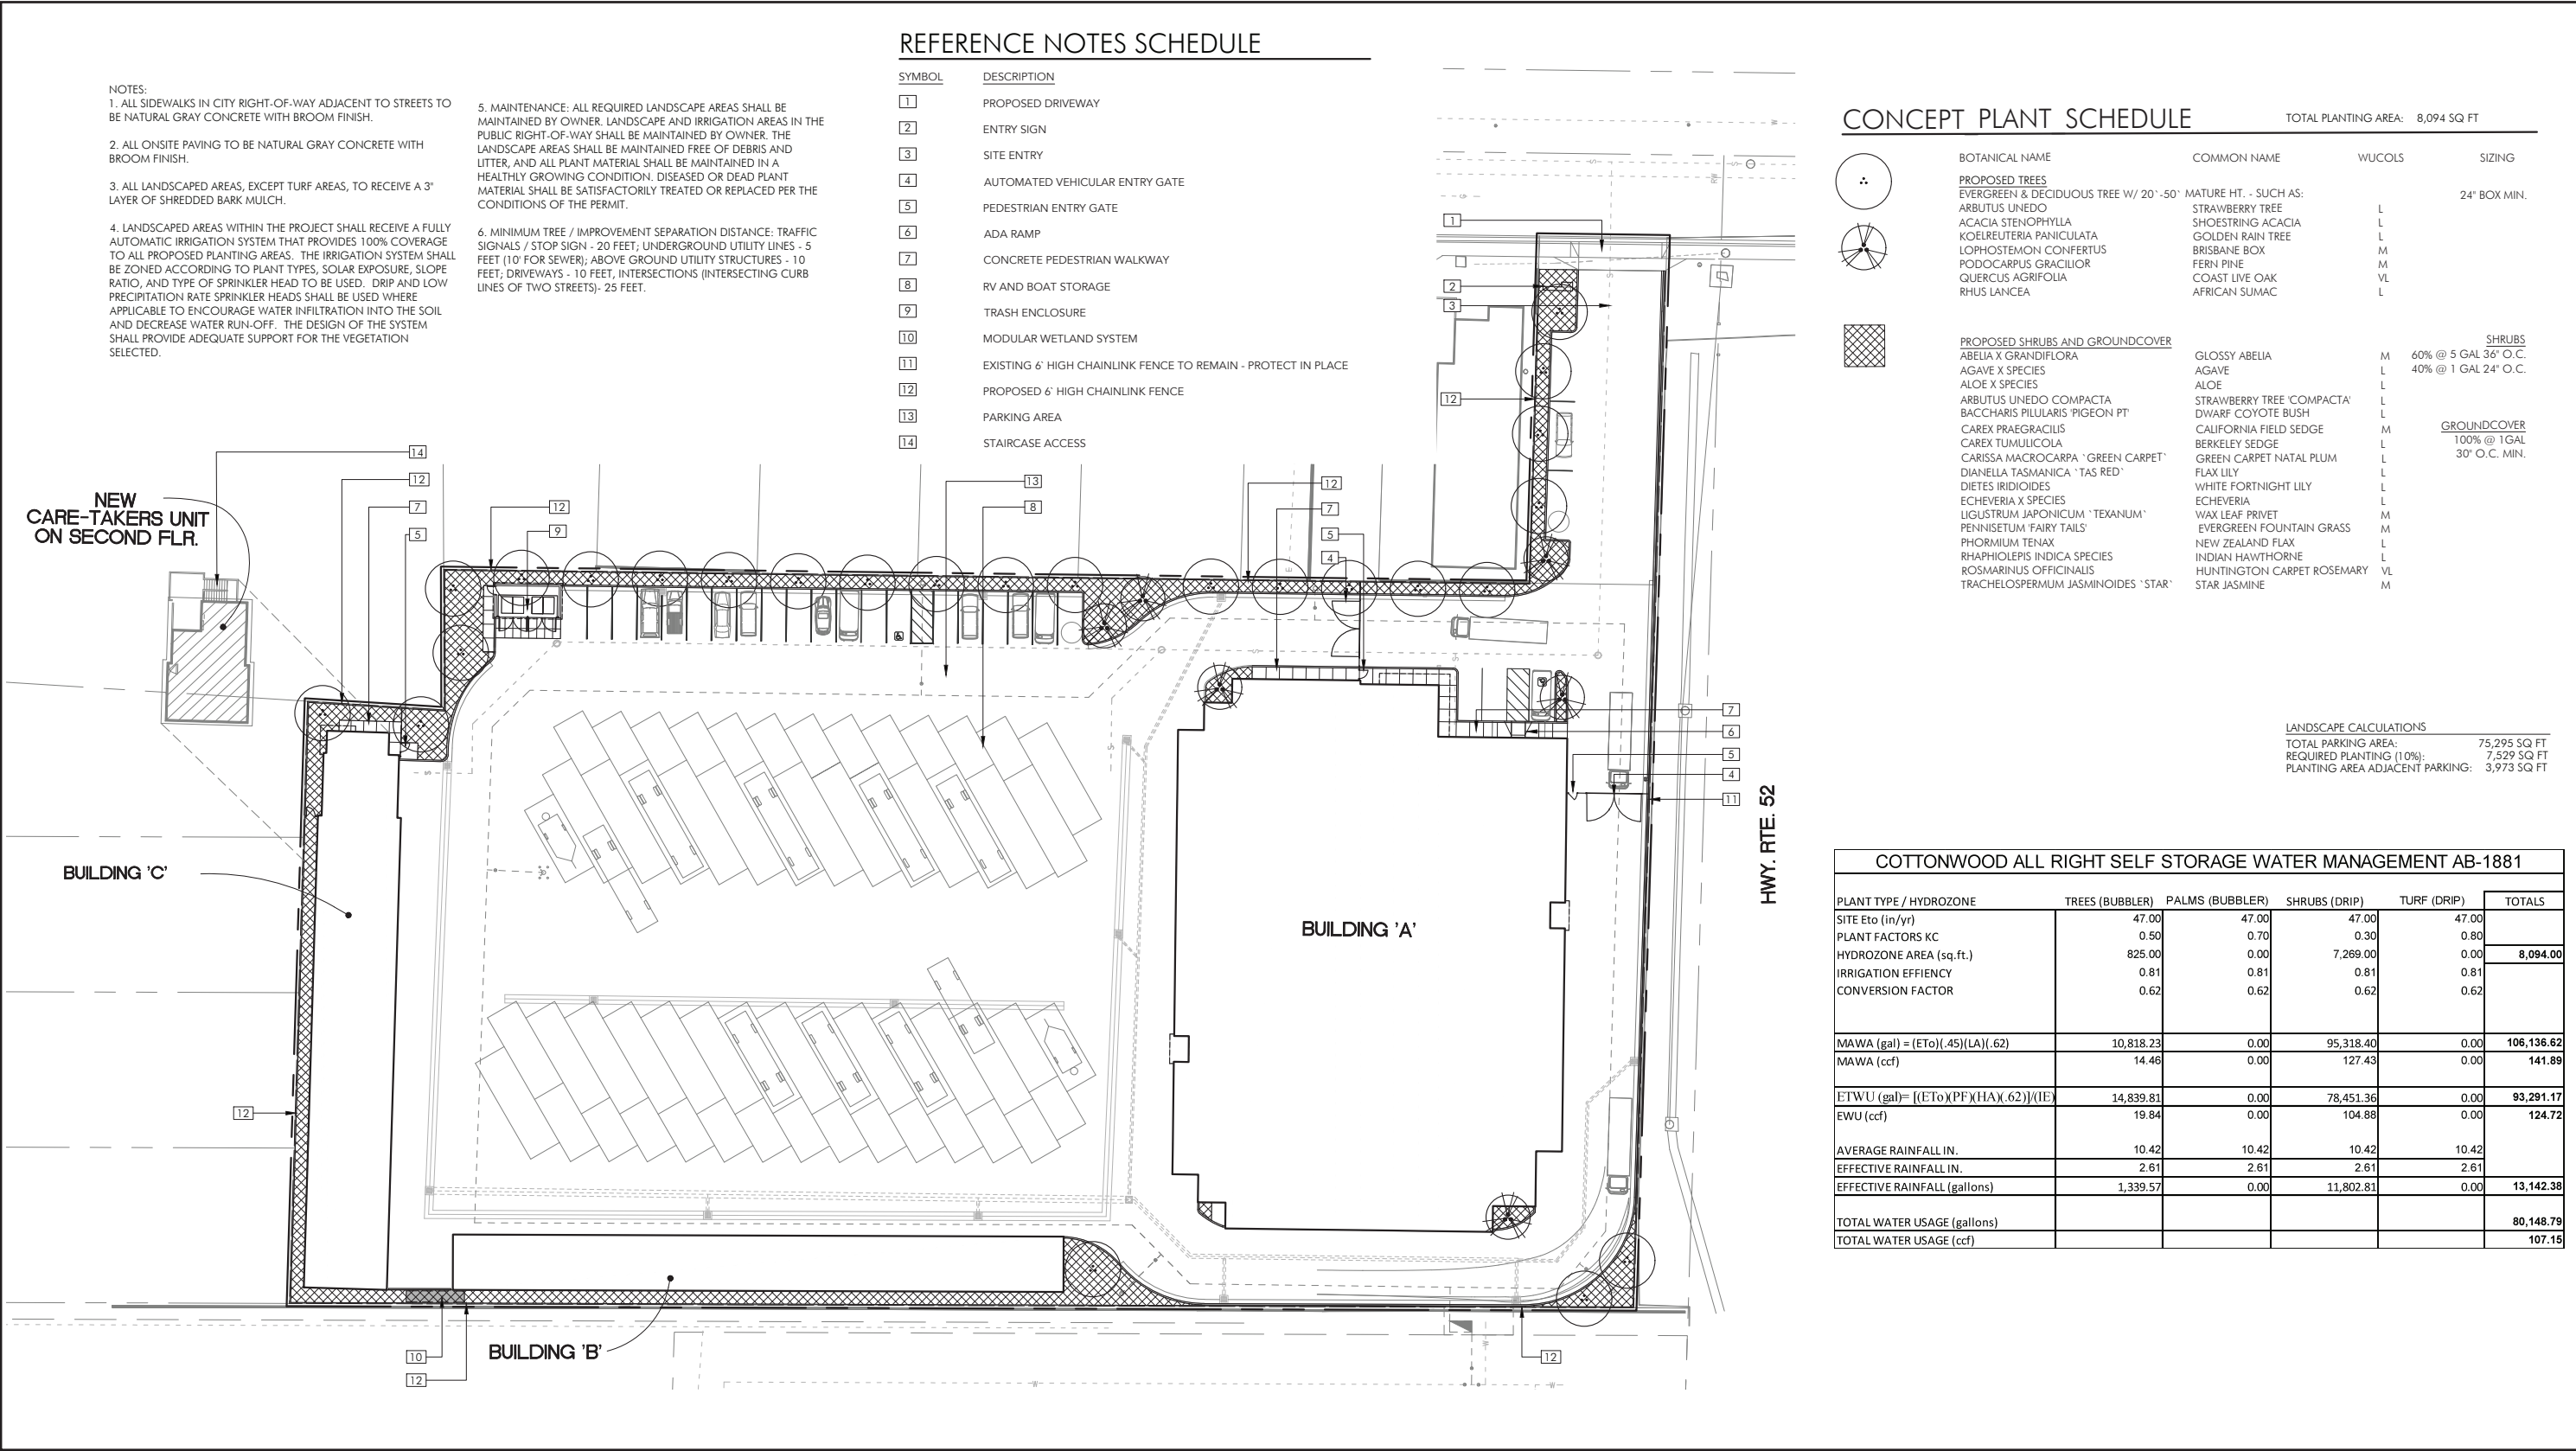 REFERENCE NOTES SCHEDULE
SYMBOL DESCRIPTION
1 PROPOSED DRIVEWAY
2 ENTRY SIGN
3 SITE ENTRY
4 AUTOMATED VEHICULAR ENTRY GATE
5 PEDESTRIAN ENTRY GATE
6 ADA RAMP
7 CONCRETE PEDESTRIAN WALKWAY
8 RV AND BOAT STORAGE
9 TRASH ENCLOSURE
10 MODULAR WETLAND SYSTEM
11 EXISTING 6` HIGH CHAINLINK FENCE TO REMAIN - PROTECT IN PLACE
12 PROPOSED 6` HIGH CHAINLINK FENCE
13 PARKING AREA
14 STAIRCASE ACCESS
NOTES:
1. ALL SIDEWALKS IN CITY RIGHT-OF-WAY ADJACENT TO STREETS TO
BE NATURAL GRAY CONCRETE WITH BROOM FINISH.
2. ALL ONSITE PAVING TO BE NATURAL GRAY CONCRETE WITH
BROOM FINISH.
3. ALL LANDSCAPED AREAS, EXCEPT TURF AREAS, TO RECEIVE A 3"
LAYER OF SHREDDED BARK MULCH.
4. LANDSCAPED AREAS WITHIN THE PROJECT SHALL RECEIVE A FULLY
AUTOMATIC IRRIGATION SYSTEM THAT PROVIDES 100% COVERAGE
TO ALL PROPOSED PLANTING AREAS. THE IRRIGATION SYSTEM SHALL
BE ZONED ACCORDING TO PLANT TYPES, SOLAR EXPOSURE, SLOPE
RATIO, AND TYPE OF SPRINKLER HEAD TO BE USED. DRIP AND LOW
PRECIPITATION RATE SPRINKLER HEADS SHALL BE USED WHERE
APPLICABLE TO ENCOURAGE WATER INFILTRATION INTO THE SOIL
AND DECREASE WATER RUN-OFF. THE DESIGN OF THE SYSTEM
SHALL PROVIDE ADEQUATE SUPPORT FOR THE VEGETATION
SELECTED.
5. MAINTENANCE: ALL REQUIRED LANDSCAPE AREAS SHALL BE
MAINTAINED BY OWNER. LANDSCAPE AND IRRIGATION AREAS IN THE
PUBLIC RIGHT-OF-WAY SHALL BE MAINTAINED BY OWNER. THE
LANDSCAPE AREAS SHALL BE MAINTAINED FREE OF DEBRIS AND
LITTER, AND ALL PLANT MATERIAL SHALL BE MAINTAINED IN A
HEALTHLY GROWING CONDITION. DISEASED OR DEAD PLANT
MATERIAL SHALL BE SATISFACTORILY TREATED OR REPLACED PER THE
CONDITIONS OF THE PERMIT.
6. MINIMUM TREE / IMPROVEMENT SEPARATION DISTANCE: TRAFFIC
SIGNALS / STOP SIGN - 20 FEET; UNDERGROUND UTILITY LINES - 5
FEET (10' FOR SEWER); ABOVE GROUND UTILITY STRUCTURES - 10
FEET; DRIVEWAYS - 10 FEET, INTERSECTIONS (INTERSECTING CURB
LINES OF TWO STREETS)- 25 FEET.
CONCEPT PLANT SCHEDULE TOTAL PLANTING AREA: 8,094 SQ FT
BOTANICAL NAME COMMON NAME WUCOLS SIZING
PROPOSED TREES
EVERGREEN & DECIDUOUS TREE W/ 20`-50` MATURE HT. - SUCH AS: 24" BOX MIN.
ARBUTUS UNEDO STRAWBERRY TREE L
ACACIA STENOPHYLLA SHOESTRING ACACIA L
KOELREUTERIA PANICULATA GOLDEN RAIN TREE L
LOPHOSTEMON CONFERTUS BRISBANE BOX M
PODOCARPUS GRACILIOR FERN PINE M
QUERCUS AGRIFOLIA COAST LIVE OAK VL
RHUS LANCEA AFRICAN SUMAC L
PROPOSED SHRUBS AND GROUNDCOVER SHRUBS
ABELIA X GRANDIFLORA GLOSSY ABELIA M 60% @ 5 GAL 36" O.C.
AGAVE X SPECIES AGAVE L 40% @ 1 GAL 24" O.C.
ALOE X SPECIES ALOE L
ARBUTUS UNEDO COMPACTA STRAWBERRY TREE 'COMPACTA' L
BACCHARIS PILULARIS 'PIGEON PT' DWARF COYOTE BUSH L
CAREX PRAEGRACILIS CALIFORNIA FIELD SEDGE M GROUNDCOVER
CAREX TUMULICOLA BERKELEY SEDGE L 100% @ 1GAL
CARISSA MACROCARPA `GREEN CARPET` GREEN CARPET NATAL PLUM L 30" O.C. MIN.
DIANELLA TASMANICA `TAS RED` FLAX LILY L
DIETES IRIDIOIDES WHITE FORTNIGHT LILY L
ECHEVERIA X SPECIES ECHEVERIA L
LIGUSTRUM JAPONICUM `TEXANUM` WAX LEAF PRIVET M
PENNISETUM 'FAIRY TAILS' EVERGREEN FOUNTAIN GRASS M
PHORMIUM TENAX NEW ZEALAND FLAX L
RHAPHIOLEPIS INDICA SPECIES INDIAN HAWTHORNE L
ROSMARINUS OFFICINALIS HUNTINGTON CARPET ROSEMARY VL
TRACHELOSPERMUM JASMINOIDES `STAR` STAR JASMINE M
LANDSCAPE CALCULATIONS
TOTAL PARKING AREA: 75,295 SQ FT
REQUIRED PLANTING (10%): 7,529 SQ FT
PLANTING AREA ADJACENT PARKING: 3,973 SQ FT
COTTONWOOD ALL RIGHT SELF STORAGE WATER MANAGEMENT AB-1881
PLANT TYPE / HYDROZONE TREES (BUBBLER) PALMS (BUBBLER) SHRUBS (DRIP) TURF (DRIP) TOTALS
SITE Eto (in/yr) 47.00 47.00 47.00 47.00
PLANT FACTORS KC 0.50 0.70 0.30 0.80
HYDROZONE AREA (sq.ft.) 825.00 0.00 7,269.00 0.00 8,094.00
IRRIGATION EFFIENCY 0.81 0.81 0.81 0.81
CONVERSION FACTOR 0.62 0.62 0.62 0.62
MAWA (gal) = (ETo)(.45)(LA)(.62) 10,818.23 0.00 95,318.40 0.00 106,136.62
MAWA (ccf) 14.46 0.00 127.43 0.00 141.89
ETWU (gal)= [(ETo)(PF)(HA)(.62)]/(IE) 14,839.81 0.00 78,451.36 0.00 93,291.17
EWU (ccf) 19.84 0.00 104.88 0.00 124.72
AVERAGE RAINFALL IN. 10.42 10.42 10.42 10.42
EFFECTIVE RAINFALL IN. 2.61 2.61 2.61 2.61
EFFECTIVE RAINFALL (gallons) 1,339.57 0.00 11,802.81 0.00 13,142.38
TOTAL WATER USAGE (gallons) 80,148.79
TOTAL WATER USAGE (ccf) 107.15
1
2
3
12
14
12
7
5
12
9
13
8
12
7
5
4
NEW
CARE-TAKERS UNIT
ON SECOND FLR.
7
6
5
4
11
HWY. RTE. 52
BUILDING 'C'
BUILDING 'A'
12
10
12
BUILDING 'B'
12